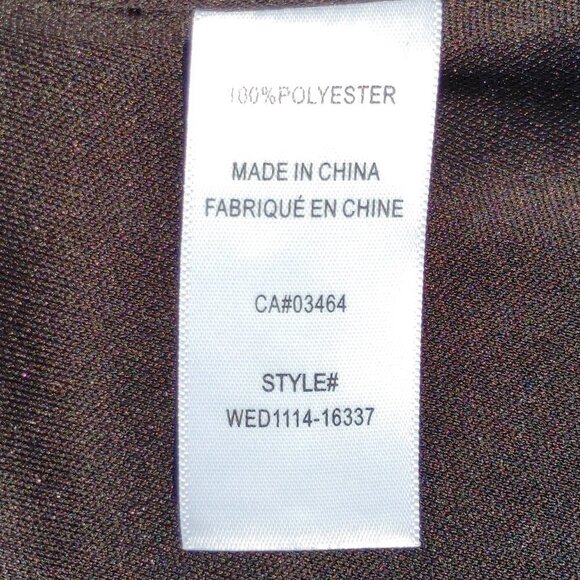 100%POLYESTER
MADE IN CHINA
FABRIQUÉ EN CHINE
CA#03464
STYLE#
WED1114-16337